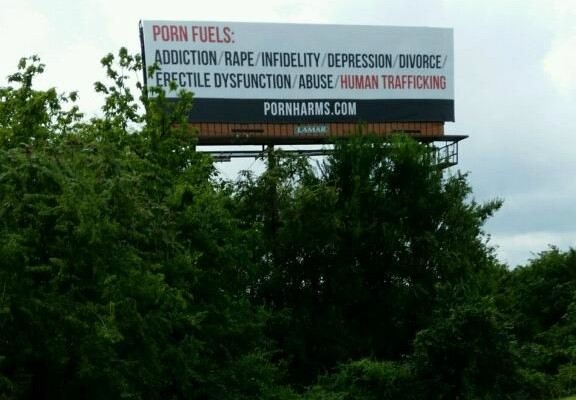 PORN FUELS:
ADDICTION/RAPE/INFIDELITY/DEPRESSION/DIVORCE/
ERECTILE DYSFUNCTION/ABUSE/HUMAN TRAFFICKING
PORNHARMS.COM
LAMAR